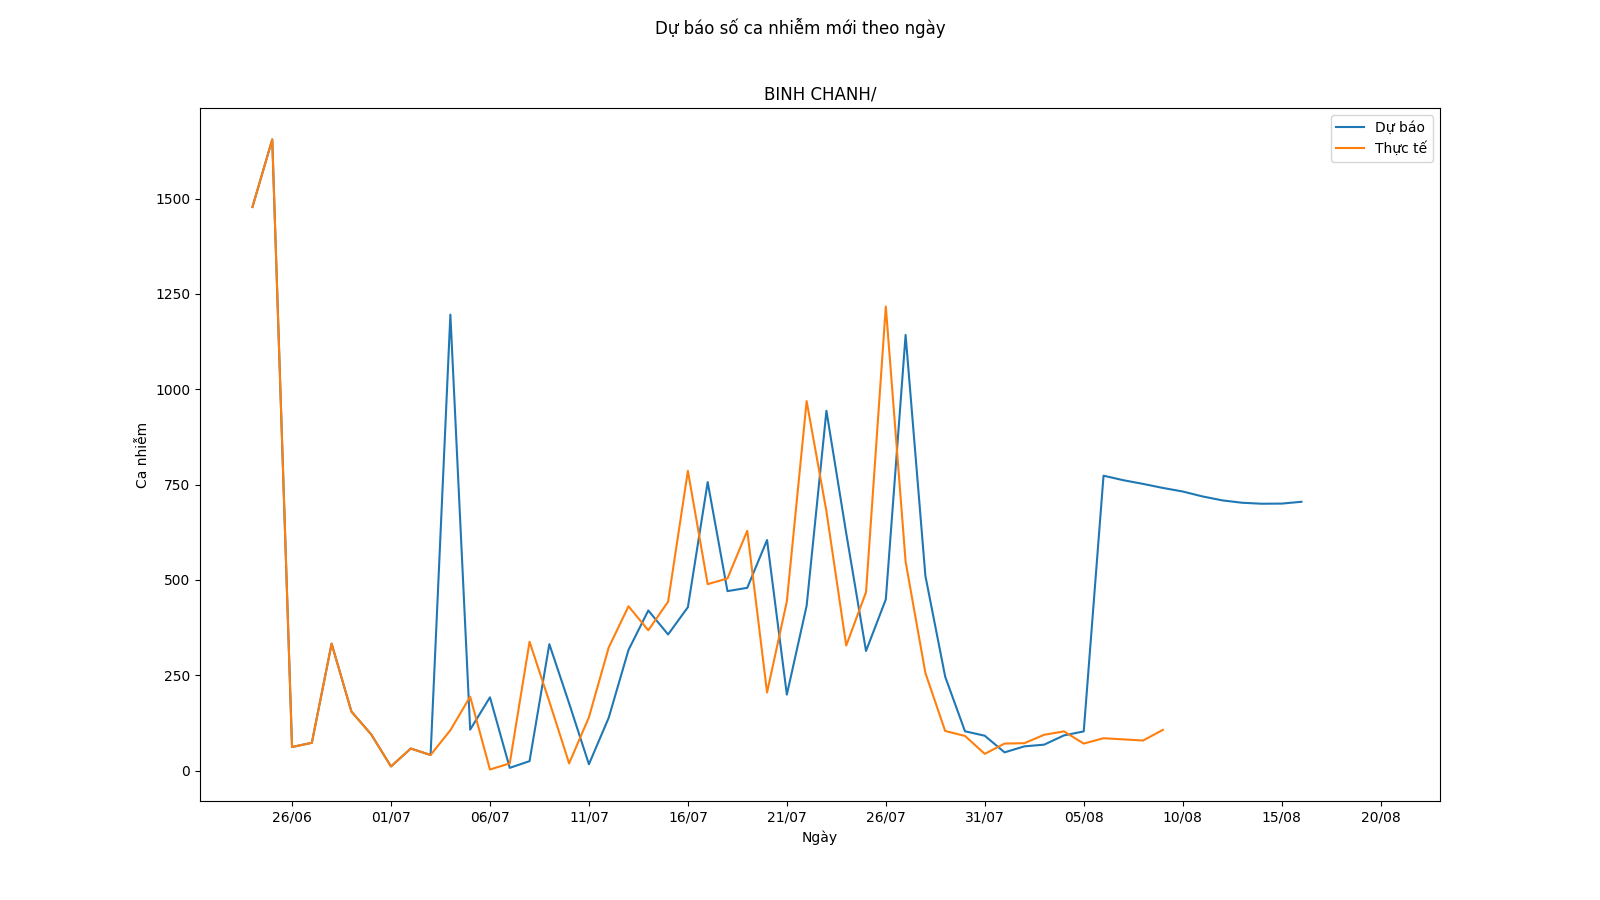 Dự báo số ca nhiễm mới theo ngày
BINH CHANH/
Dự báo
Thực tế
1500
1250
1000
750
500
250
0
Ca nhiễm
26/06 01/07 06/07 11/07 16/07 21/07 26/07 31/07 05/08 10/08 15/08 20/08
Ngày